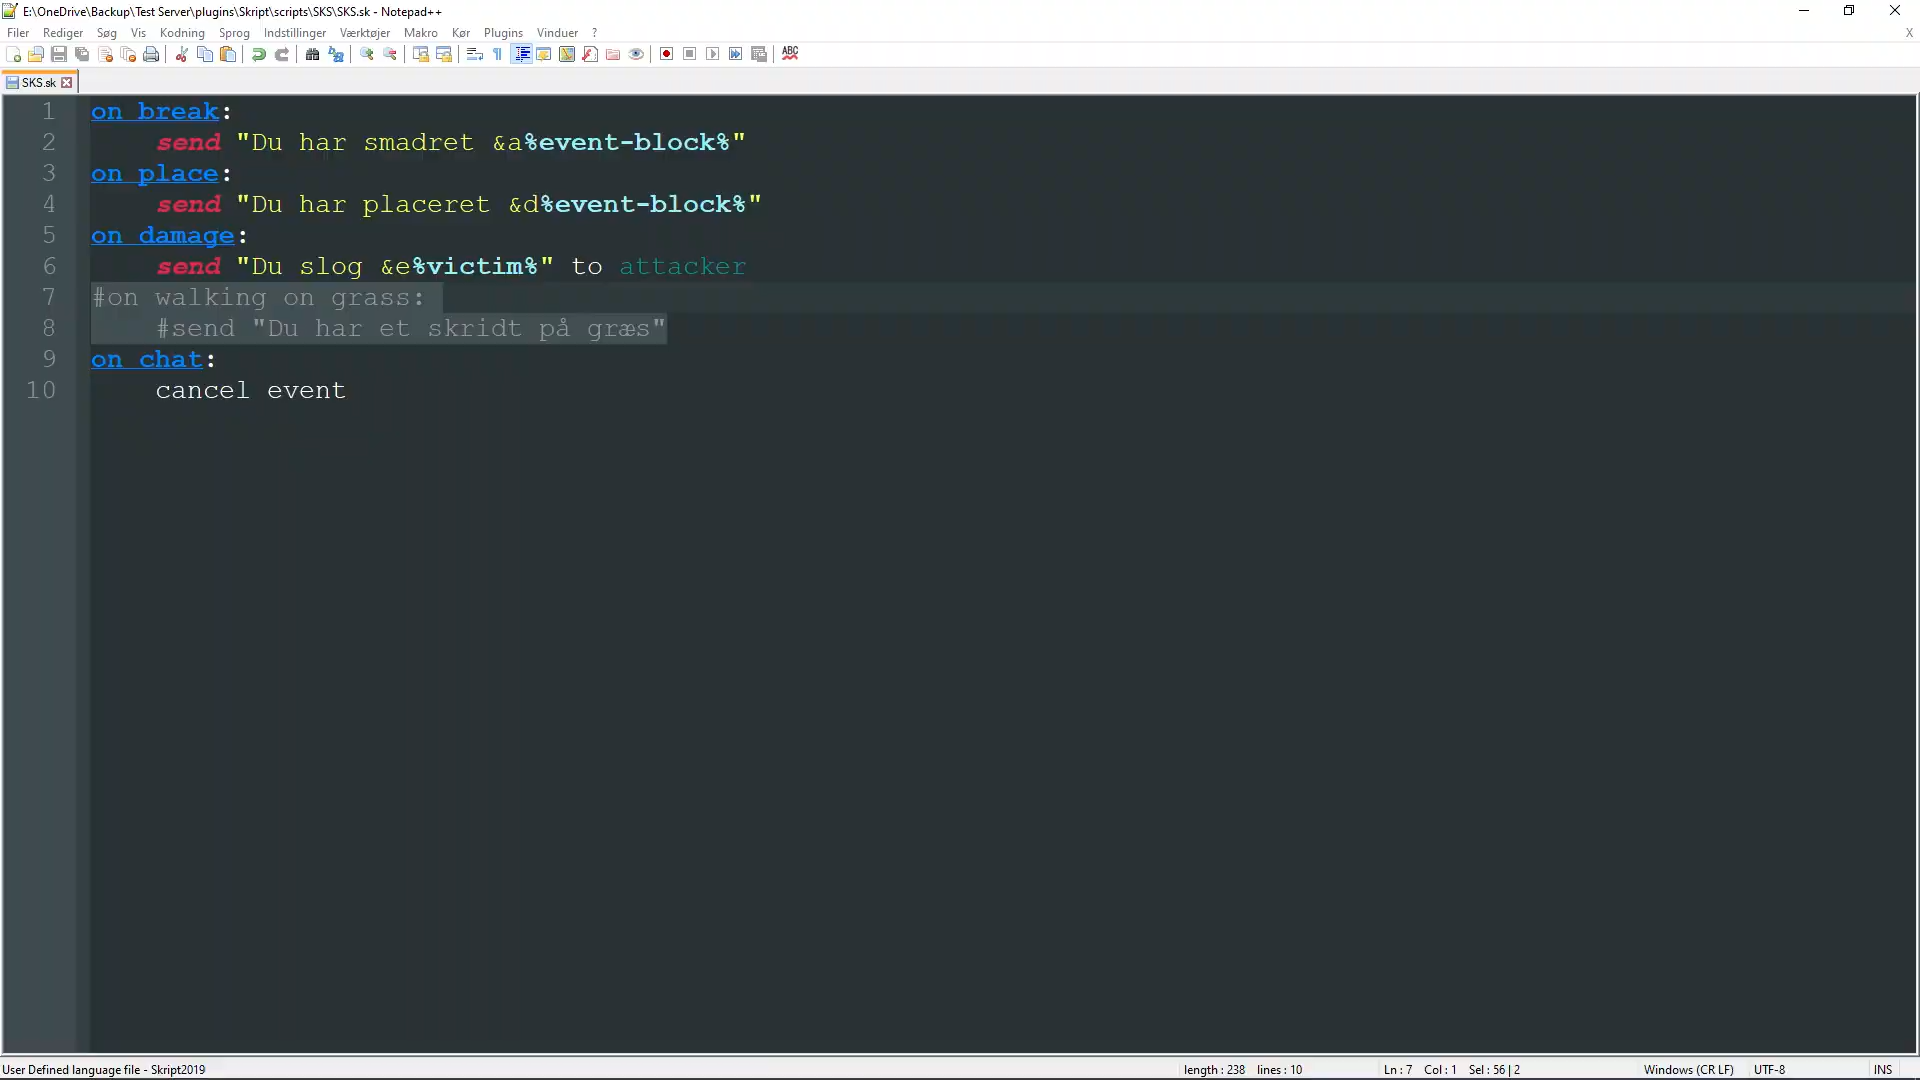 E:\OneDrive\Backup\Test Server\plugins\Skript\scripts\SKS\SKS.sk - Notepad++
Filer Rediger Søg Vis Kodning Sprog Indstillinger Værktøjer Makro Kør Plugins Vinduer ? X
ABC
SKS.sk
1 on break:
2 send "Du har smadret &a%event-block%"
3 on place:
4 send "Du har placeret &d%event-block%"
5 on damage:
6 send "Du slog &e%victim%" to attacker
7 #on walking on grass:
8 #send "Du har et skridt på græs"
9 on chat:
10 cancel event
User Defined language file - Skript2019 length : 238 lines : 10 Ln : 7 Col : 1 Sel : 56 | 2 Windows (CR LF) UTF-8 INS